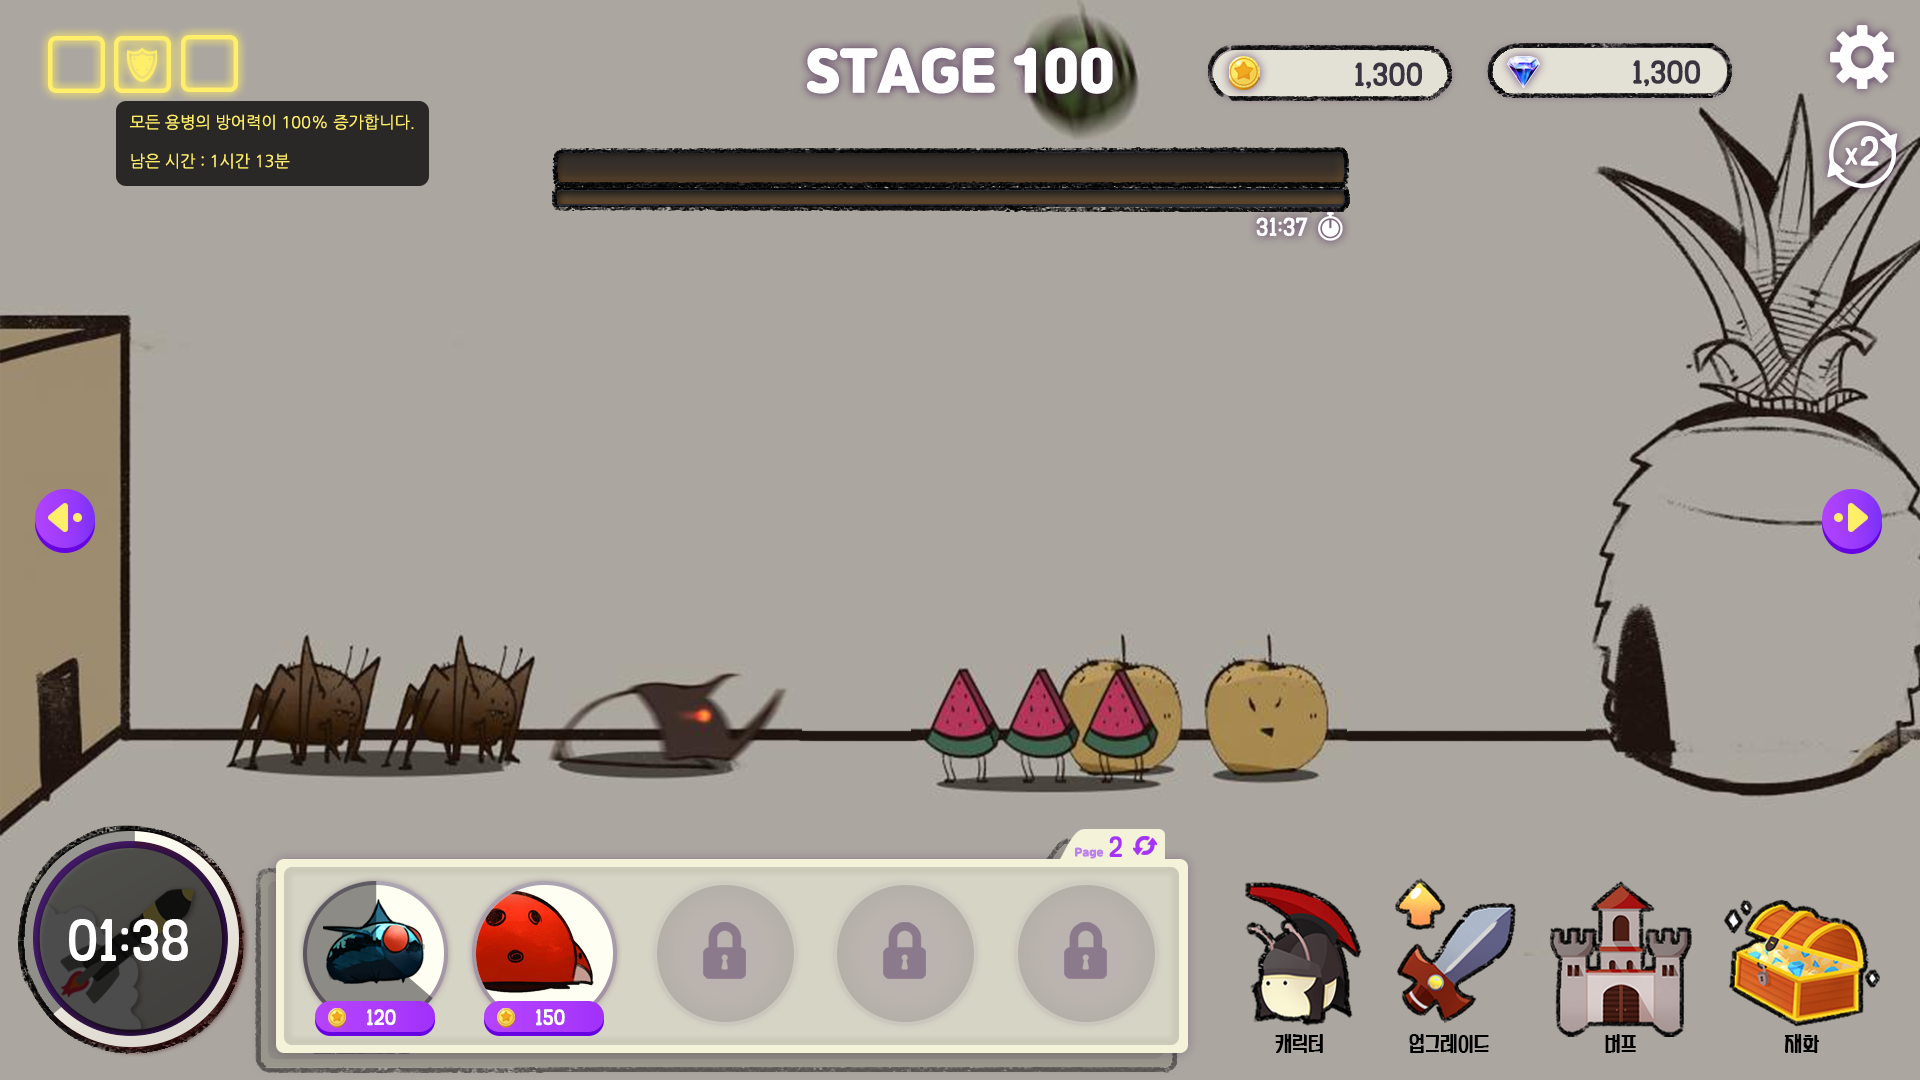 STAGE 100
1,300
1,300
x2
모든 용병의 방어력이 100% 증가합니다.
남은 시간 : 1시간 13분
31:37
Page 2
01:38
120
150
캐릭터
업그레이드
버프
재화